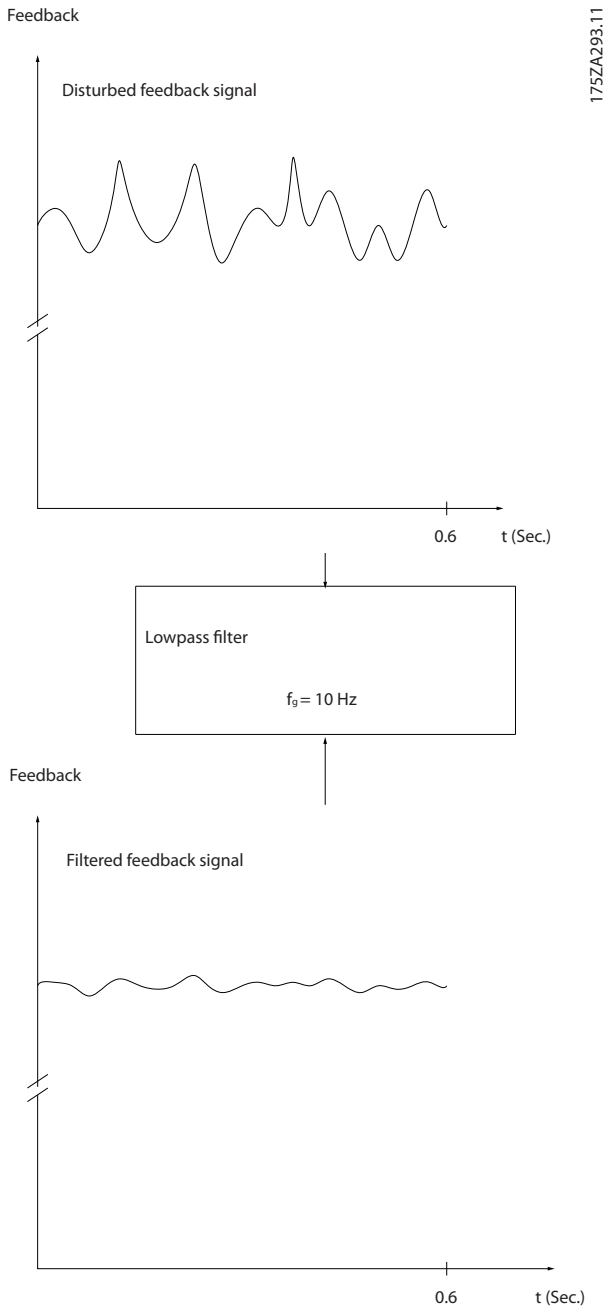 Feedback
175ZA293.11
Disturbed feedback signal
0.6 t (Sec.)
Lowpass filter
fg = 10 Hz
Feedback
Filtered feedback signal
0.6 t (Sec.)